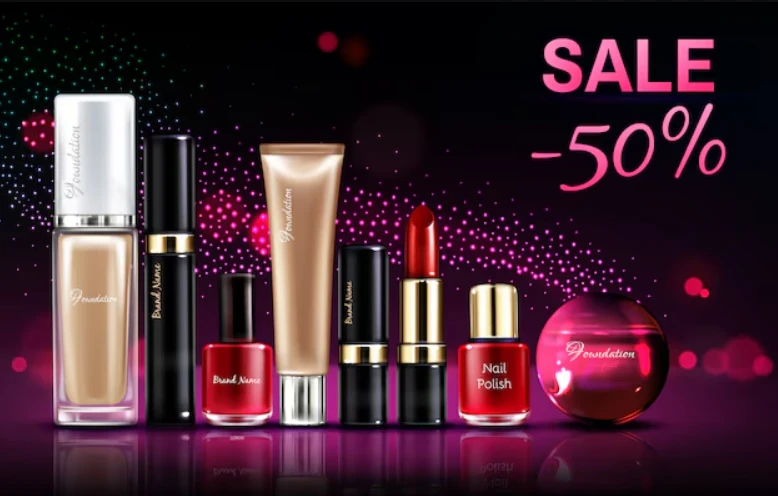 SALE
-50%
Foundation
Foundation
Brand Name
Brand Name
Foundation
Brand Name
Nail
Polish
Foundation